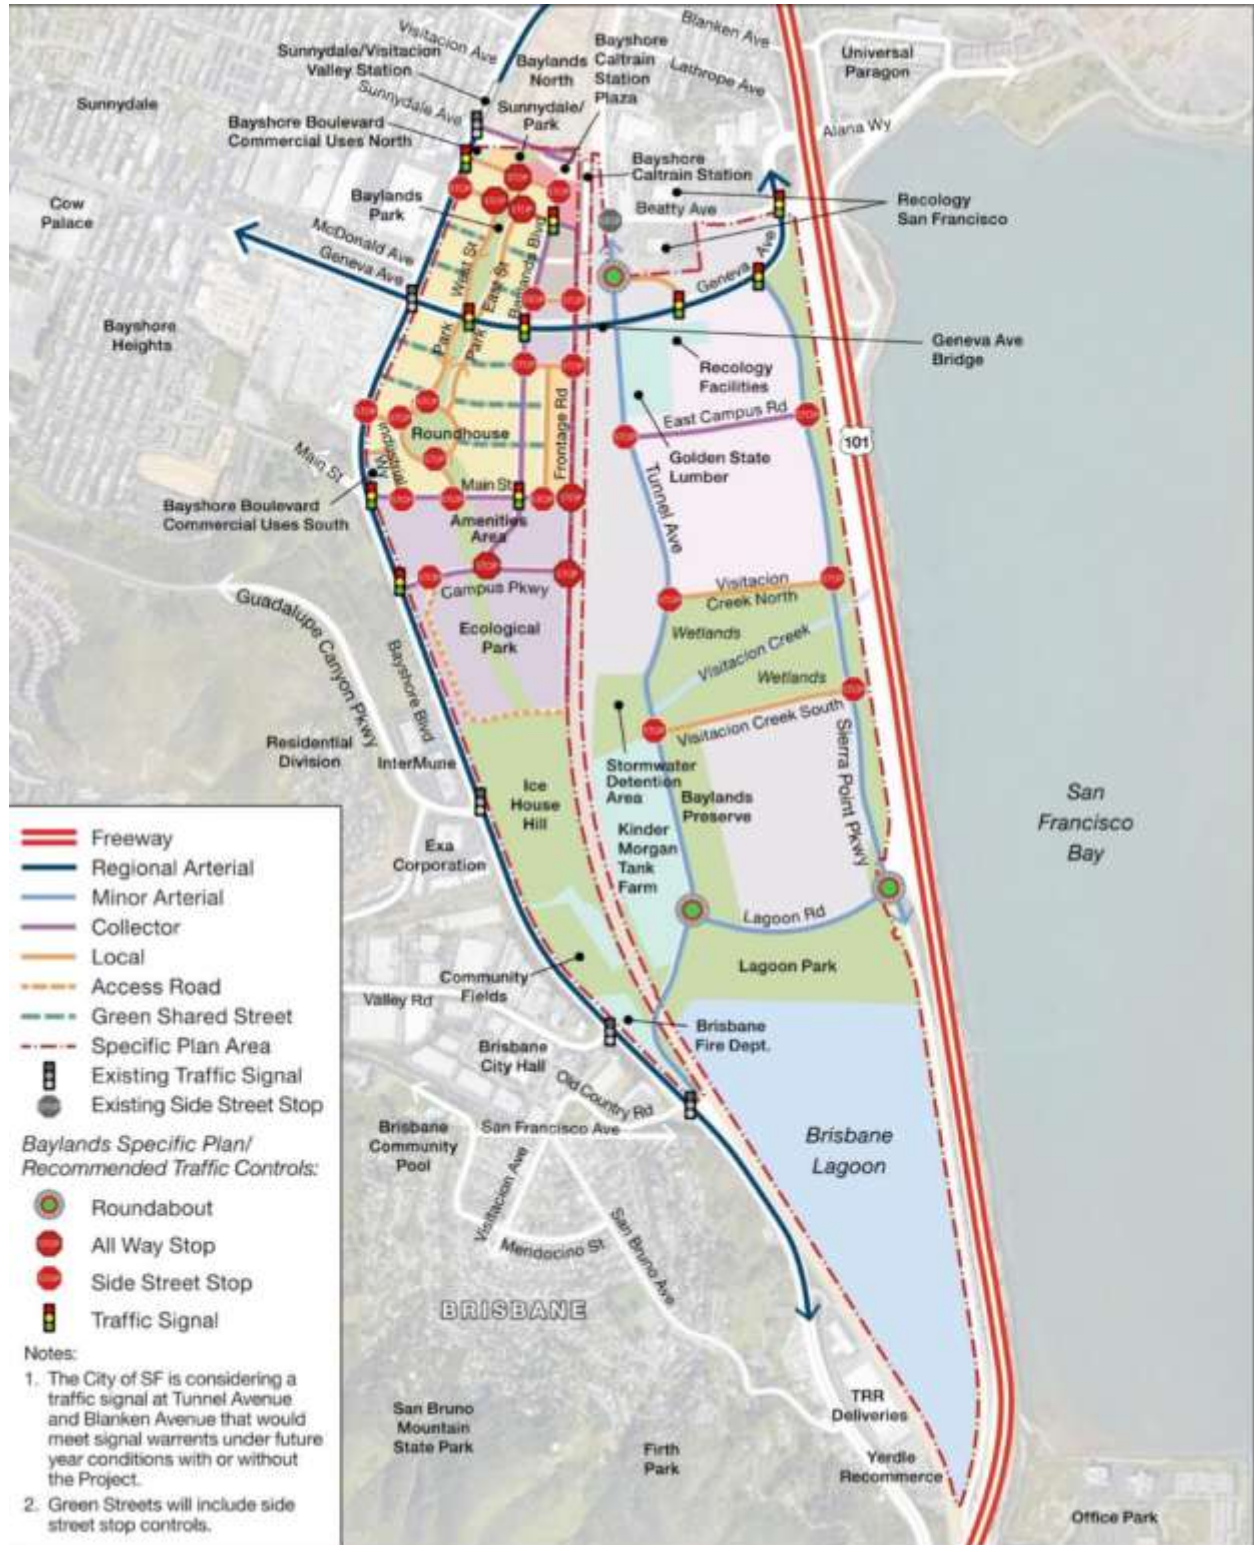 Visitacion Ave
Blanken Ave
Sunnydale/Visitacion
Valley Station
Baylands
North
Bayshore
Caltrain
Station
Plaza
Lathrope Ave
Universal
Paragon
Sunnydale
Sunnydale Ave
Sunnydale/
Park
Bayshore Boulevard
Commercial Uses North
Alana Wy
Bayshore
Caltrain Station
Baylands
Park
Beatty Ave
Recology
San Francisco
Cow
Palace
McDonald Ave
Geneva Ave
Park West St
Park East St
Baylands Blvd
Geneva Ave
Bayshore
Heights
Geneva Ave
Bridge
Recology
Facilities
East Campus Rd
Roundhouse
Frontage Rd
Industrial
Wy
101
Golden State
Lumber
Main St
Main St
Tunnel Ave
Bayshore Boulevard
Commercial Uses South
Amenities
Area
Campus Pkwy
Visitacion
Creek North
Guadalupe Canyon Pkwy
Ecological
Park
Wetlands
Visitacion Creek
Wetlands
Bayshore Blvd
Visitacion Creek South
Sierra Point Pkwy
Residential
Division
InterMune
Stormwater
Detention
Area
Baylands
Preserve
Ice
House
Hill
Kinder
Morgan
Tank
Farm
San
Francisco
Bay
Exa
Corporation
Lagoon Rd
Lagoon Park
Community
Fields
Valley Rd
Brisbane
Fire Dept.
Brisbane
City Hall
Old Country Rd
San Francisco Ave
Brisbane
Community
Pool
Visitacion Ave
Mendocino St
San Bruno Ave
Brisbane
Lagoon
BRISBANE
San Bruno
Mountain
State Park
Firth
Park
TRR
Deliveries
Yerdle
Recommerce
Office Park
Freeway
Regional Arterial
Minor Arterial
Collector
Local
Access Road
Green Shared Street
Specific Plan Area
Existing Traffic Signal
Existing Side Street Stop
Baylands Specific Plan/
Recommended Traffic Controls:
Roundabout
All Way Stop
Side Street Stop
Traffic Signal
Notes:
1. The City of SF is considering a
traffic signal at Tunnel Avenue
and Blanken Avenue that would
meet signal warrents under future
year conditions with or without
the Project.
2. Green Streets will include side
street stop controls.